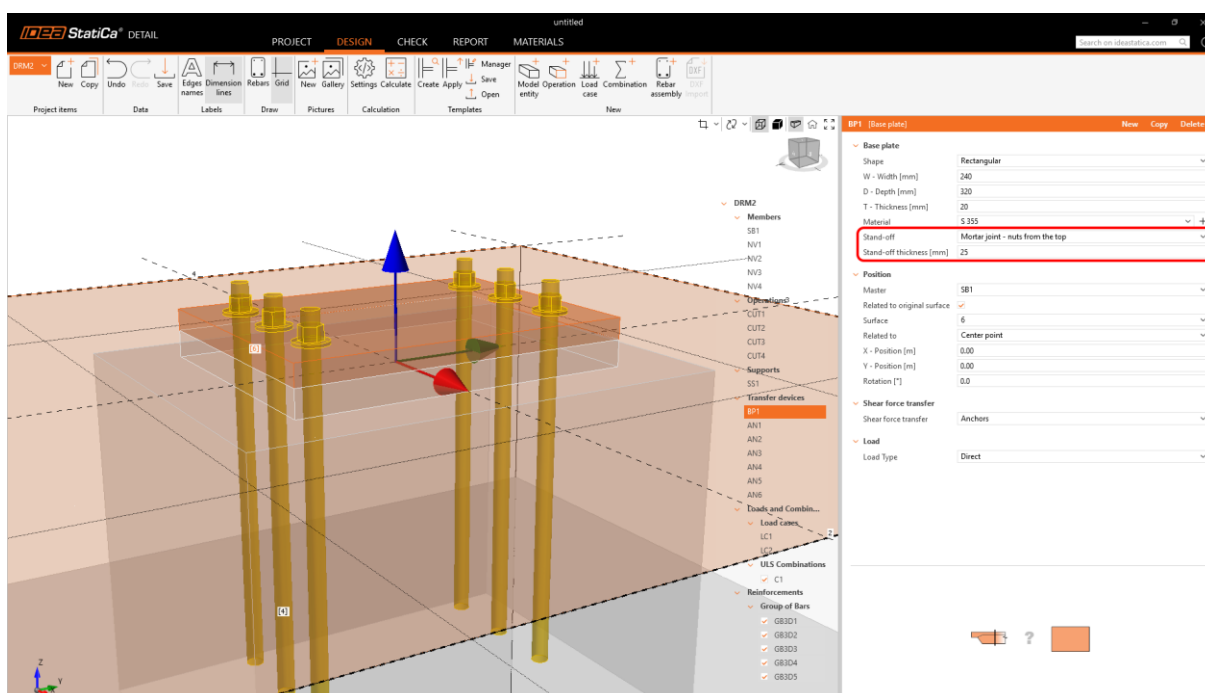 untitled
IDEA StatiCa® DETAIL
PROJECT DESIGN CHECK REPORT MATERIALS
Search on ideastatica.com
DRM2
New Copy Undo Redo Save Edges names Dimension lines Rebars Grid New Gallery Settings Calculate Create Apply Manager Save Open Model entity Operation Load case Combination Rebar assembly DXF Import
Project items Data Labels Draw Pictures Calculation Templates New
BP1 [Base plate] New Copy Delete
Base plate
Shape Rectangular
W - Width [mm] 240
D - Depth [mm] 320
T - Thickness [mm] 20
Material S 355
Stand-off Mortar joint - nuts from the top
Stand-off thickness [mm] 25
Position
Master SB1
Related to original surface
Surface 6
Related to Center point
X - Position [m] 0.00
Y - Position [m] 0.00
Rotation [°] 0.0
Shear force transfer
Shear force transfer Anchors
Load
Load Type Direct
DRM2
Members
SB1
NV1
NV2
NV3
NV4
Operations
CUT1
CUT2
CUT3
CUT4
Supports
SS1
Transfer devices
BP1
AN1
AN2
AN3
AN4
AN5
AN6
Loads and Combin...
Load cases
LC1
LC2
ULS Combinations
C1
Reinforcements
Group of Bars
GB3D1
GB3D2
GB3D3
GB3D4
GB3D5
4
3
[6]
2
[4]
Z
Y
?